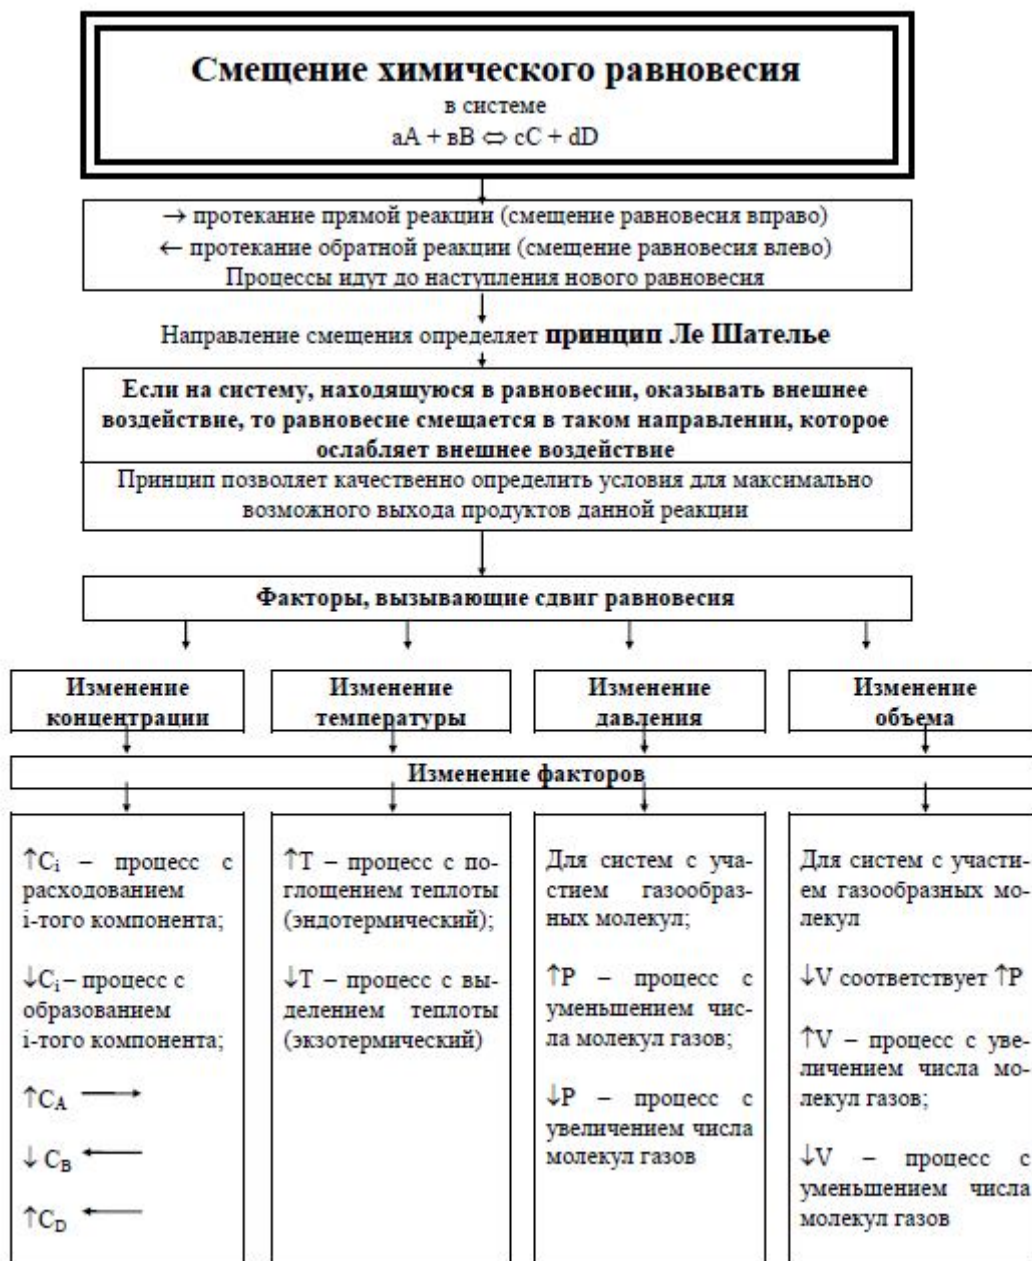 Смещение химического равновесия
в системе
aA + вB ⇔ cC + dD
→ протекание прямой реакции (смещение равновесия вправо)
← протекание обратной реакции (смещение равновесия влево)
Процессы идут до наступления нового равновесия
Направление смещения определяет принцип Ле Шателье
Если на систему, находящуюся в равновесии, оказывать внешнее
воздействие, то равновесие смещается в таком направлении, которое
ослабляет внешнее воздействие
Принцип позволяет качественно определить условия для максимально
возможного выхода продуктов данной реакции
Факторы, вызывающие сдвиг равновесия
Изменение
концентрации
Изменение
температуры
Изменение
давления
Изменение
объема
Изменение факторов
↑Ci – процесс с
расходованием
i-того компонента;
↓Ci – процесс с
образованием
i-того компонента;
↑CA →
↓ CB ←
↑CD ←
↑T – процесс с по-
глощением теплоты
(эндотермический);
↓T – процесс с вы-
делением теплоты
(экзотермический)
Для систем с уча-
стием газообраз-
ных молекул;
↑P – процесс с
уменьшением чис-
ла молекул газов;
↓P – процесс с
увеличением числа
молекул газов
Для систем с участи-
ем газообразных мо-
лекул
↓V соответствует ↑P
↑V – процесс с уве-
личением числа мо-
лекул газов;
↓V – процесс с
уменьшением числа
молекул газов